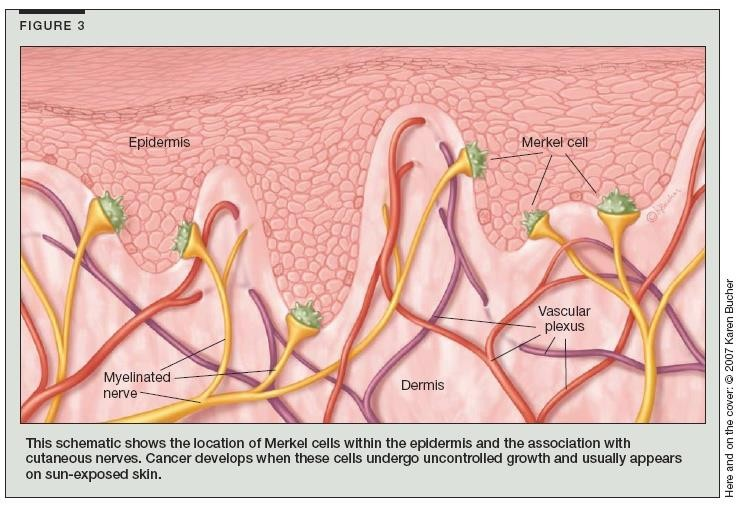 FIGURE 3
Epidermis
Merkel cell
Vascular
plexus
Myelinated
nerve
Dermis
This schematic shows the location of Merkel cells within the epidermis and the association with
cutaneous nerves. Cancer develops when these cells undergo uncontrolled growth and usually appears
on sun-exposed skin.
Here and on the cover: © 2007 Karen Bucher